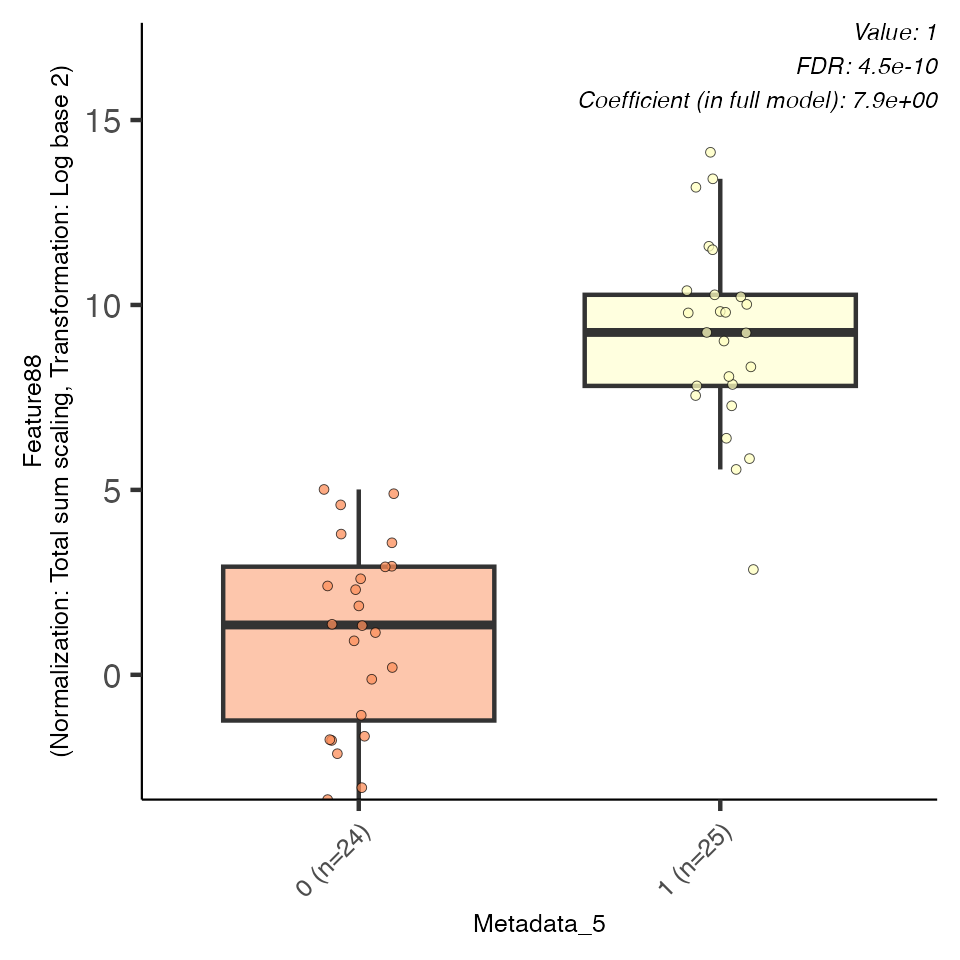 Value: 1
FDR: 4.5e-10
Coefficient (in full model): 7.9e+00
Feature88
(Normalization: Total sum scaling, Transformation: Log base 2)
15
10
5
0
0 (n=24)
1 (n=25)
Metadata_5